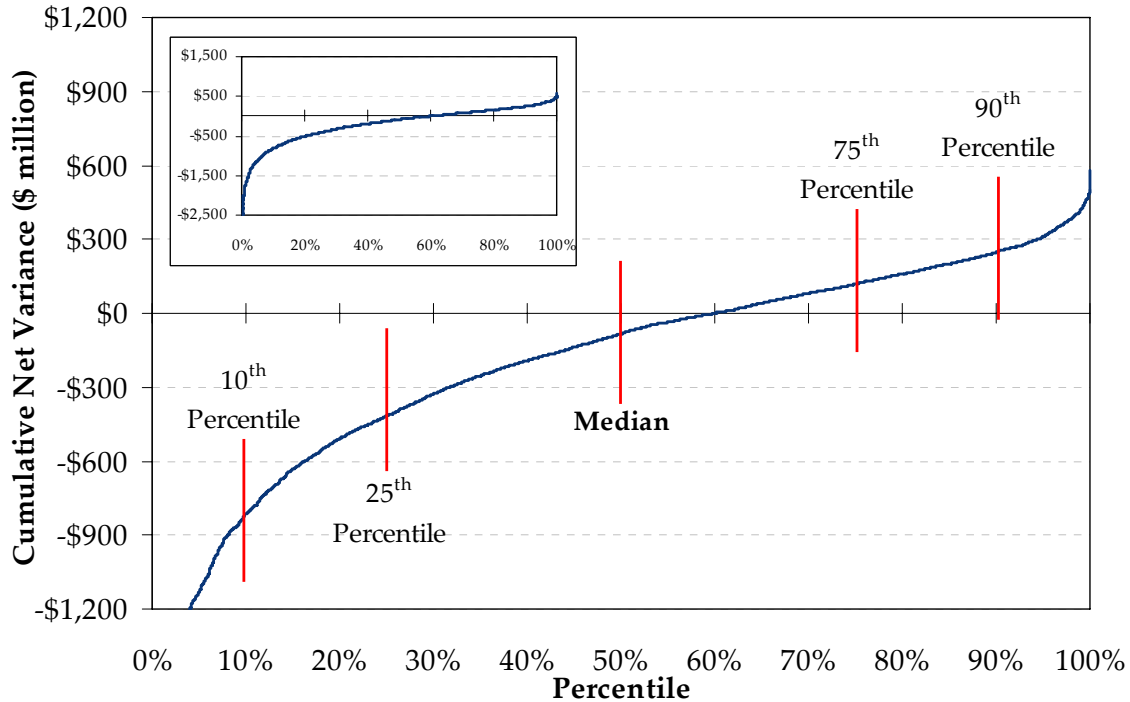 $1,200
$900
$600
$300
$0
-$300
-$600
-$900
-$1,200
Cumulative Net Variance ($ million)
$1,500
$500
-$500
-$1,500
-$2,500
0% 20% 40% 60% 80% 100%
10th
Percentile
25th
Percentile
Median
75th
Percentile
90th
Percentile
0% 10% 20% 30% 40% 50% 60% 70% 80% 90% 100%
Percentile